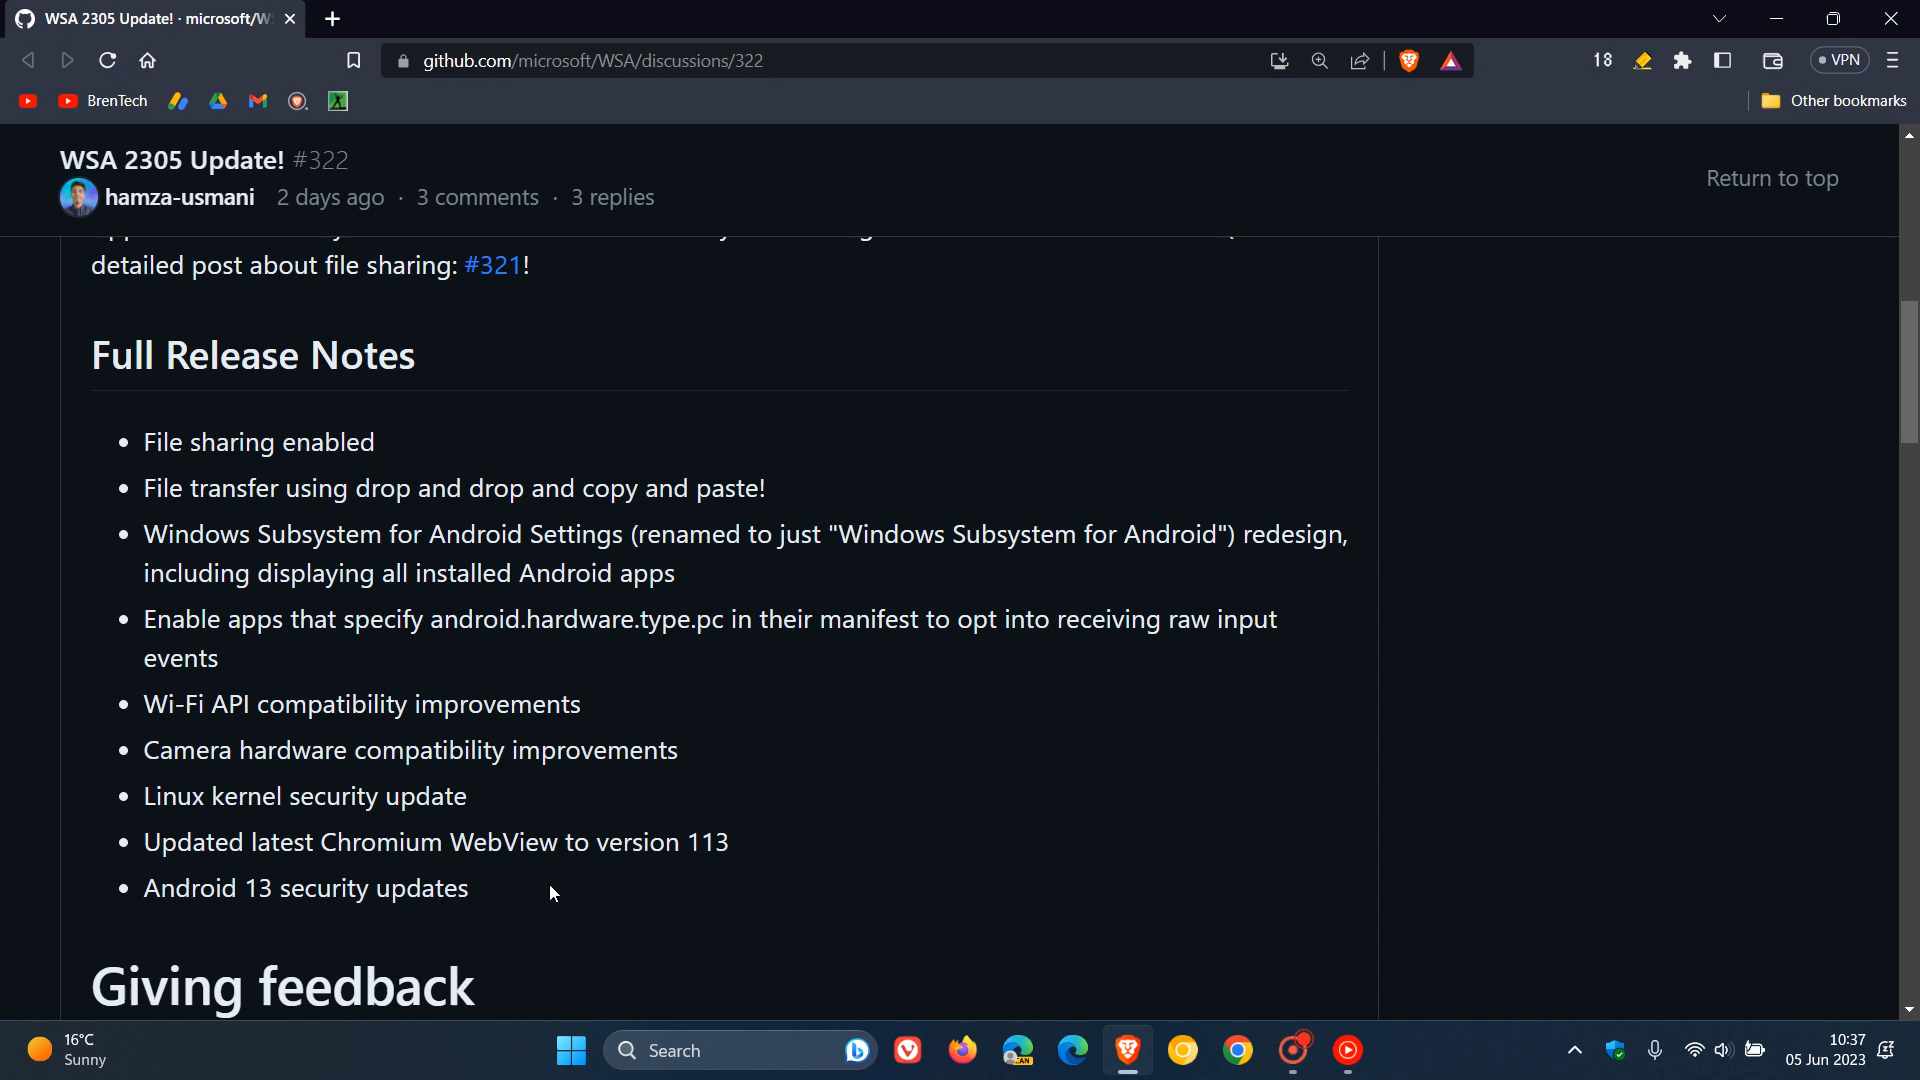 WSA 2305 Update! · microsoft/W
github.com/microsoft/WSA/discussions/322
18
VPN
BrenTech
Other bookmarks
WSA 2305 Update! #322
hamza-usmani 2 days ago · 3 comments · 3 replies
Return to top
detailed post about file sharing: #321!
Full Release Notes
• File sharing enabled
• File transfer using drop and drop and copy and paste!
• Windows Subsystem for Android Settings (renamed to just "Windows Subsystem for Android") redesign,
including displaying all installed Android apps
• Enable apps that specify android.hardware.type.pc in their manifest to opt into receiving raw input
events
• Wi-Fi API compatibility improvements
• Camera hardware compatibility improvements
• Linux kernel security update
• Updated latest Chromium WebView to version 113
• Android 13 security updates
Giving feedback
16°C
Sunny
Search
CAN
10:37
05 Jun 2023